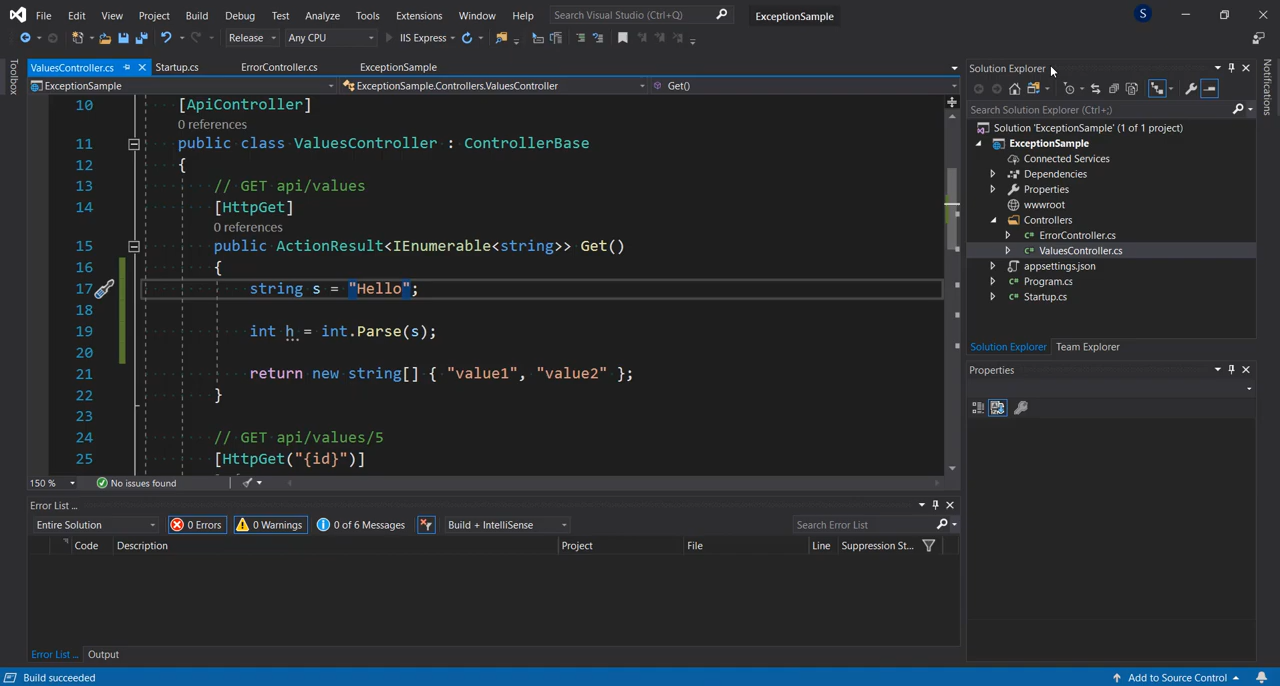 File Edit View Project Build Debug Test Analyze Tools Extensions Window Help Search Visual Studio (Ctrl+Q) ExceptionSample S
Release Any CPU IIS Express
Toolbox
ValuesController.cs Startup.cs ErrorController.cs ExceptionSample
ExceptionSample ExceptionSample.Controllers.ValuesController Get()
10 [ApiController]
0 references
11 public class ValuesController : ControllerBase
12 {
13 // GET api/values
14 [HttpGet]
0 references
15 public ActionResult<IEnumerable<string>> Get()
16 {
17 string s = "Hello";
18
19 int h = int.Parse(s);
20
21 return new string[] { "value1", "value2" };
22 }
23
24 // GET api/values/5
25 [HttpGet("{id}")]
150 % No issues found
Error List ...
Entire Solution 0 Errors 0 Warnings 0 of 6 Messages Build + IntelliSense Search Error List
Code Description Project File Line Suppression St...
Error List ... Output
Solution Explorer
Search Solution Explorer (Ctrl+;)
Solution 'ExceptionSample' (1 of 1 project)
ExceptionSample
Connected Services
Dependencies
Properties
wwwroot
Controllers
C# ErrorController.cs
C# ValuesController.cs
appsettings.json
C# Program.cs
C# Startup.cs
Solution Explorer Team Explorer
Properties
Notifications
Build succeeded Add to Source Control